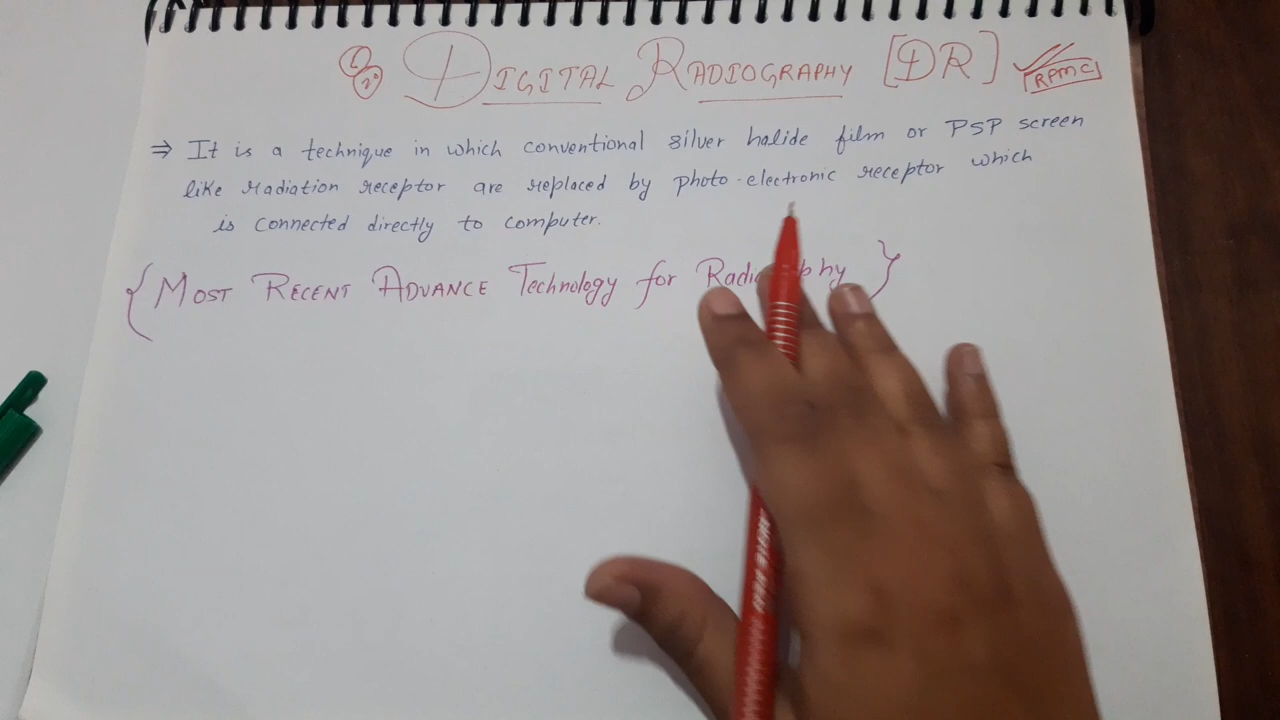 1 2° DIGITAL RADIOGRAPHY [DR] RPMC
⇒ It is a technique in which conventional silver halide film or PSP screen
like radiation receptor are replaced by photo-electronic receptor which
is connected directly to computer.
{ MOST RECENT ADVANCE Technology for }